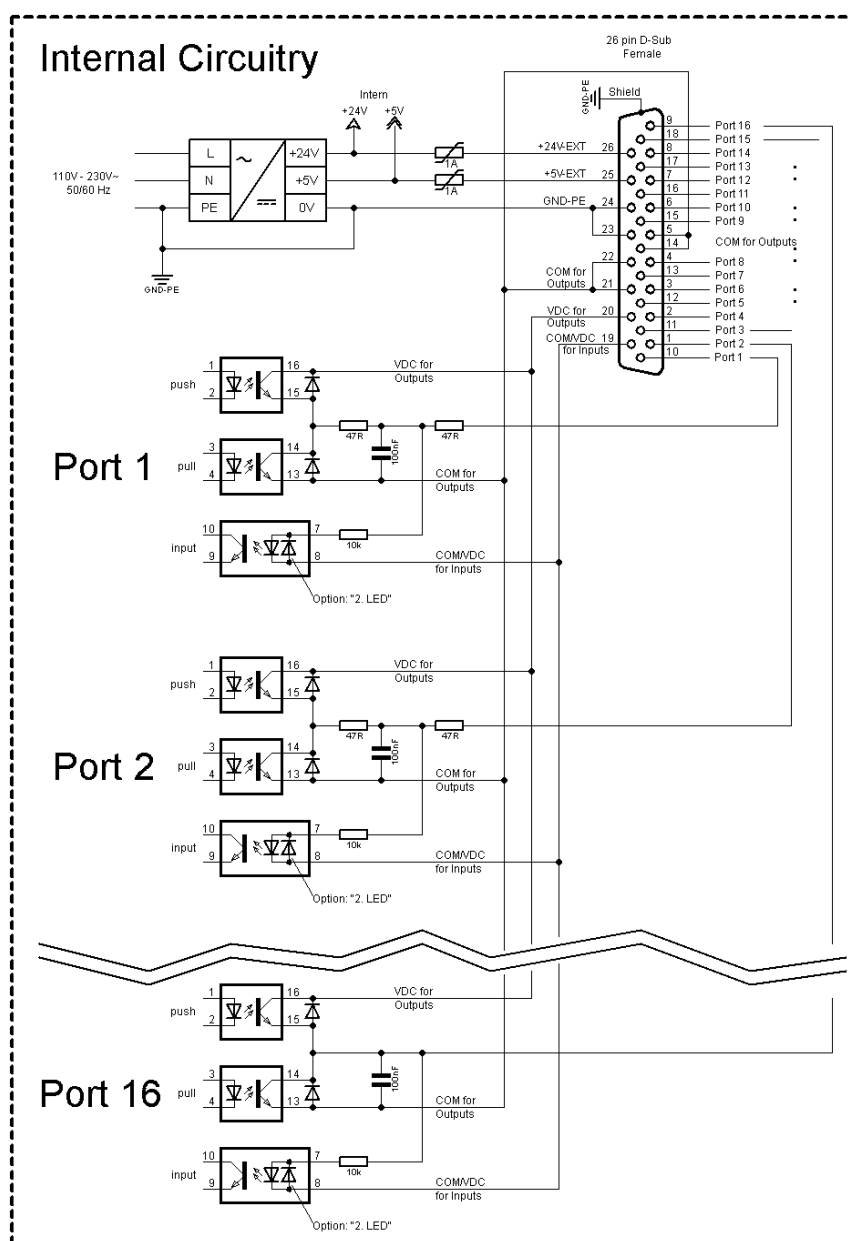 Internal Circuitry
26 pin D-Sub
Female
Intern
+24V +5V
GND-PE
Shield
L +24V
N +5V
PE 0V
110V - 230V~
50/60 Hz
GND-PE
1A
1A
+24V-EXT 26
+5V-EXT 25
GND-PE 24
23
22
COM for
Outputs 21
VDC for 20
Outputs
COM/VDC 19
for Inputs
9 Port 16
18 Port 15
8 Port 14
17 Port 13
7 Port 12
16 Port 11
6 Port 10
15 Port 9
5
14 COM for Outputs
4 Port 8
13 Port 7
3 Port 6
12 Port 5
2 Port 4
11 Port 3
1 Port 2
10 Port 1
Port 1
push
1 16
2 15
VDC for
Outputs
47R
100nF
47R
pull
3 14
4 13
COM for
Outputs
input
10 7
9 8
10k
COM/VDC
for Inputs
Option: "2. LED"
Port 2
push
1 16
2 15
VDC for
Outputs
47R
100nF
47R
pull
3 14
4 13
COM for
Outputs
input
10 7
9 8
10k
COM/VDC
for Inputs
Option: "2. LED"
Port 16
push
1 16
2 15
VDC for
Outputs
100nF
pull
3 14
4 13
COM for
Outputs
input
10 7
9 8
10k
COM/VDC
for Inputs
Option: "2. LED"